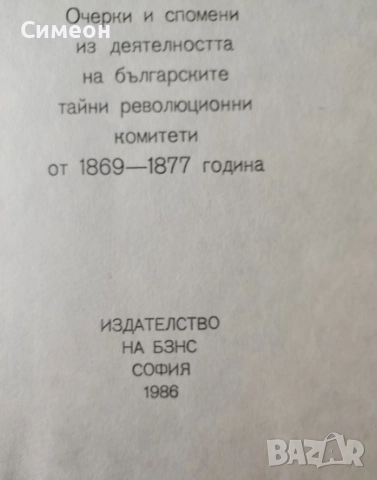 Симеон
Очерки и спомени
из деятелността
на българските
тайни революционни
комитети
от 1869—1877 година
ИЗДАТЕЛСТВО
НА БЗНС
СОФИЯ
1986
BAZAR